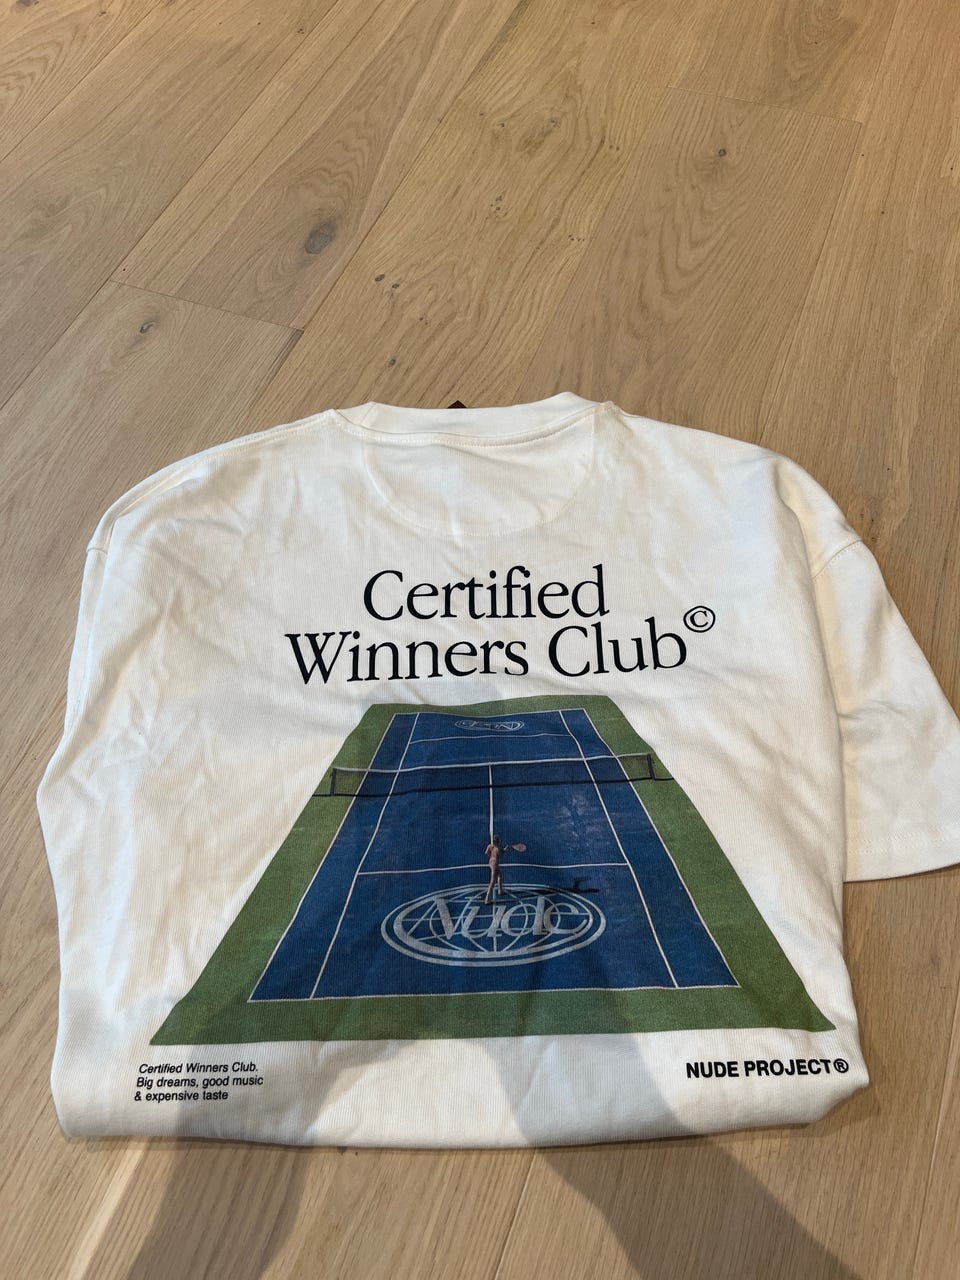 Certified
Winners Club©
Nude
Certified Winners Club.
Big dreams, good music
& expensive taste
NUDE PROJECT®